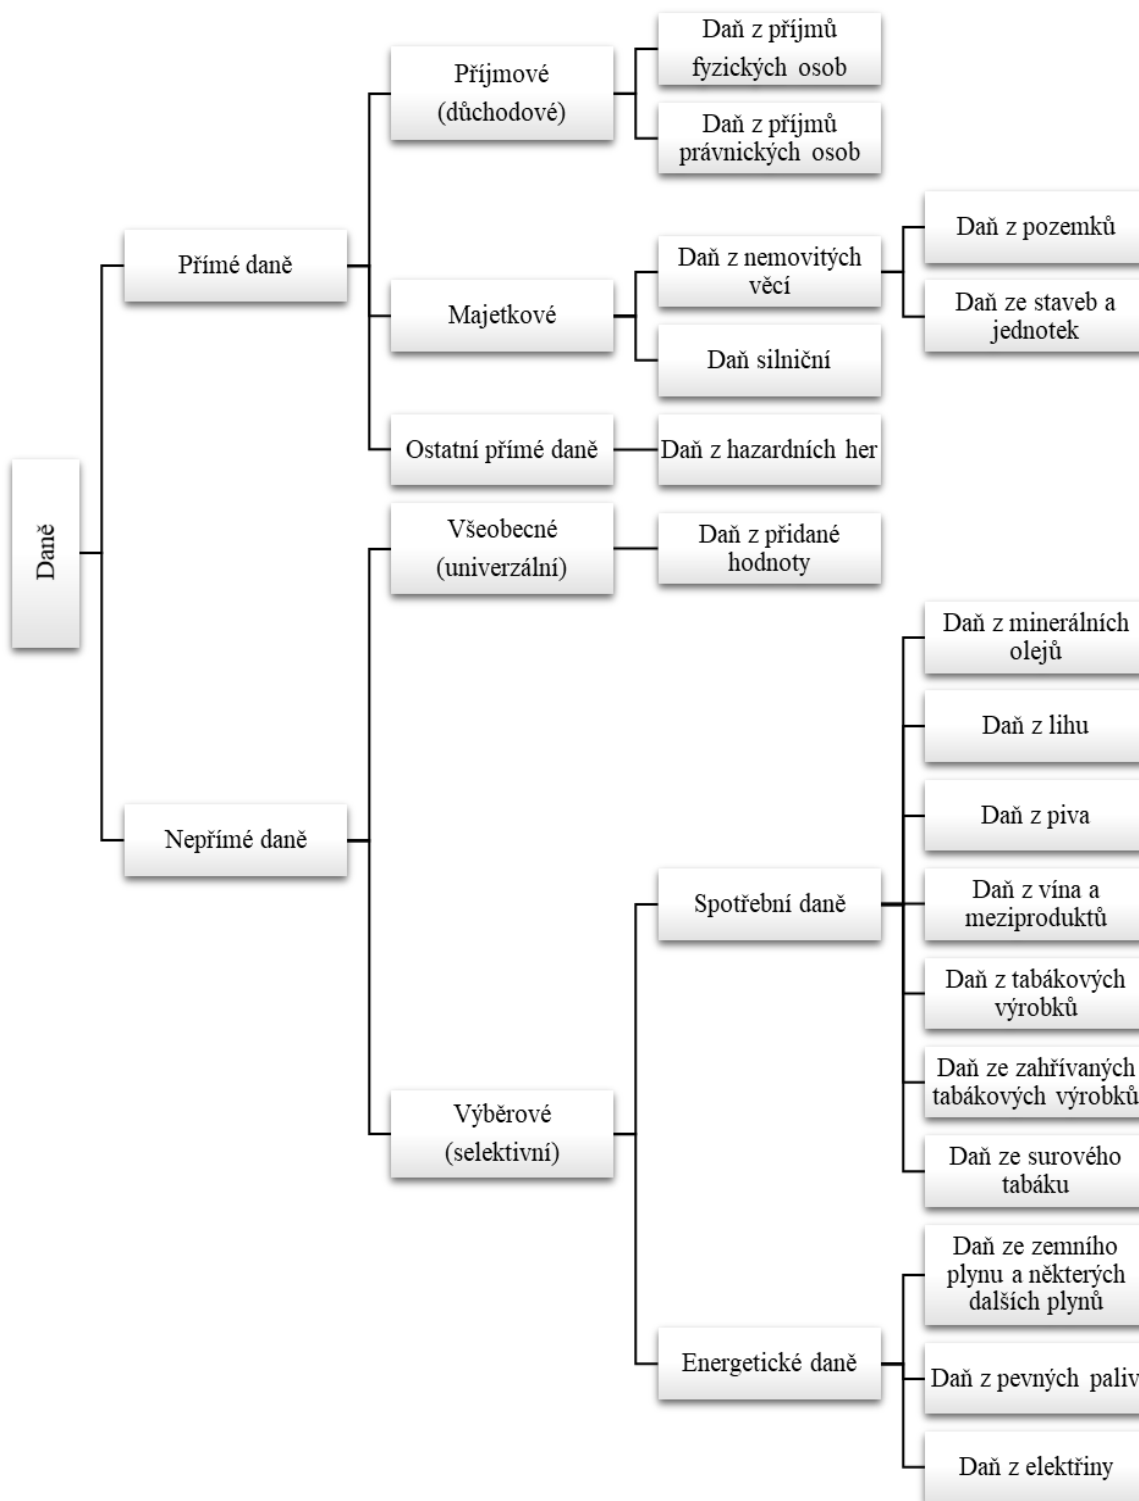 Daně
Přímé daně
Příjmové
(důchodové)
Daň z příjmů
fyzických osob
Daň z příjmů
právnických osob
Majetkové
Daň z nemovitých
věcí
Daň z pozemků
Daň ze staveb a
jednotek
Daň silniční
Ostatní přímé daně
Daň z hazardních her
Nepřímé daně
Všeobecné
(univerzální)
Daň z přidané
hodnoty
Výběrové
(selektivní)
Spotřební daně
Daň z minerálních
olejů
Daň z lihu
Daň z piva
Daň z vína a
meziproduktů
Daň z tabákových
výrobků
Daň ze zahřívaných
tabákových výrobků
Daň ze surového
tabáku
Energetické daně
Daň ze zemního
plynu a některých
dalších plynů
Daň z pevných paliv
Daň z elektřiny